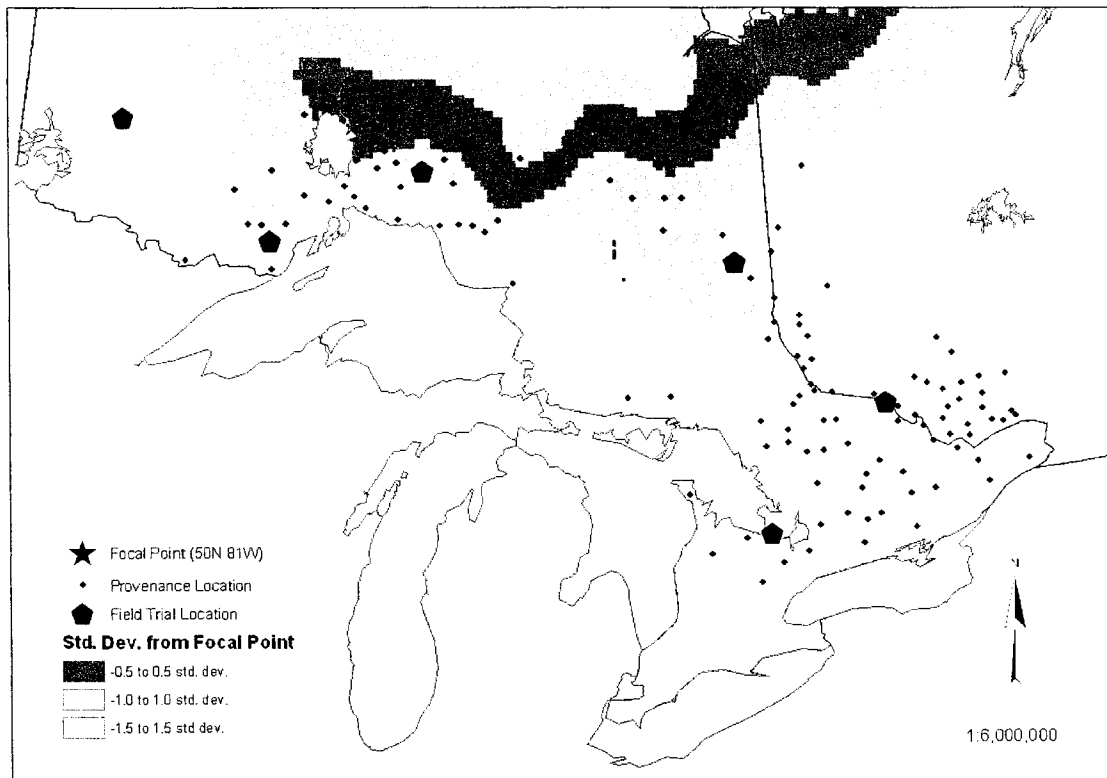 Focal Point (50N 81W)
Provenance Location
Field Trial Location
Std. Dev. from Focal Point
-0.5 to 0.5 std. dev.
-1.0 to 1.0 std. dev.
-1.5 to 1.5 std dev.
1:6,000,000